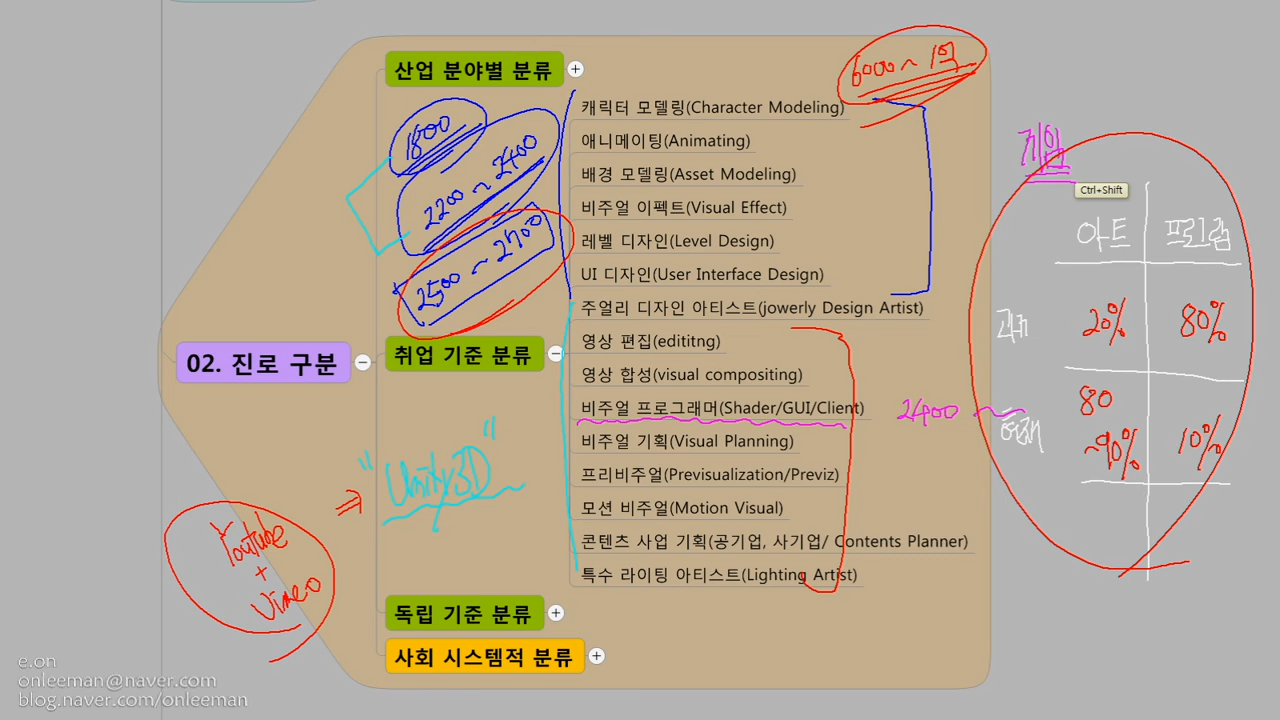 산업 분야별 분류
6000 ~ 1억
캐릭터 모델링(Character Modeling)
애니메이팅(Animating)
배경 모델링(Asset Modeling)
비주얼 이펙트(Visual Effect)
레벨 디자인(Level Design)
UI 디자인(User Interface Design)
주얼리 디자인 아티스트(jowerly Design Artist)
1800
2200 ~ 2400
2500 ~ 2700
02. 진로 구분
취업 기준 분류
영상 편집(edititng)
영상 합성(visual compositing)
비주얼 프로그래머(Shader/GUI/Client)
2400 ~
비주얼 기획(Visual Planning)
프리비주얼(Previsualization/Previz)
모션 비주얼(Motion Visual)
콘텐츠 사업 기획(공기업, 사기업/ Contents Planner)
특수 라이팅 아티스트(Lighting Artist)
⇒ "Unity3D"
Youtube
+
Vimeo
독립 기준 분류
사회 시스템적 분류
게임
Ctrl+Shift
아트 프로그램
과거 20% 80%
현재 80 ~90% 10%
e.on
onleeman@naver.com
blog.naver.com/onleeman